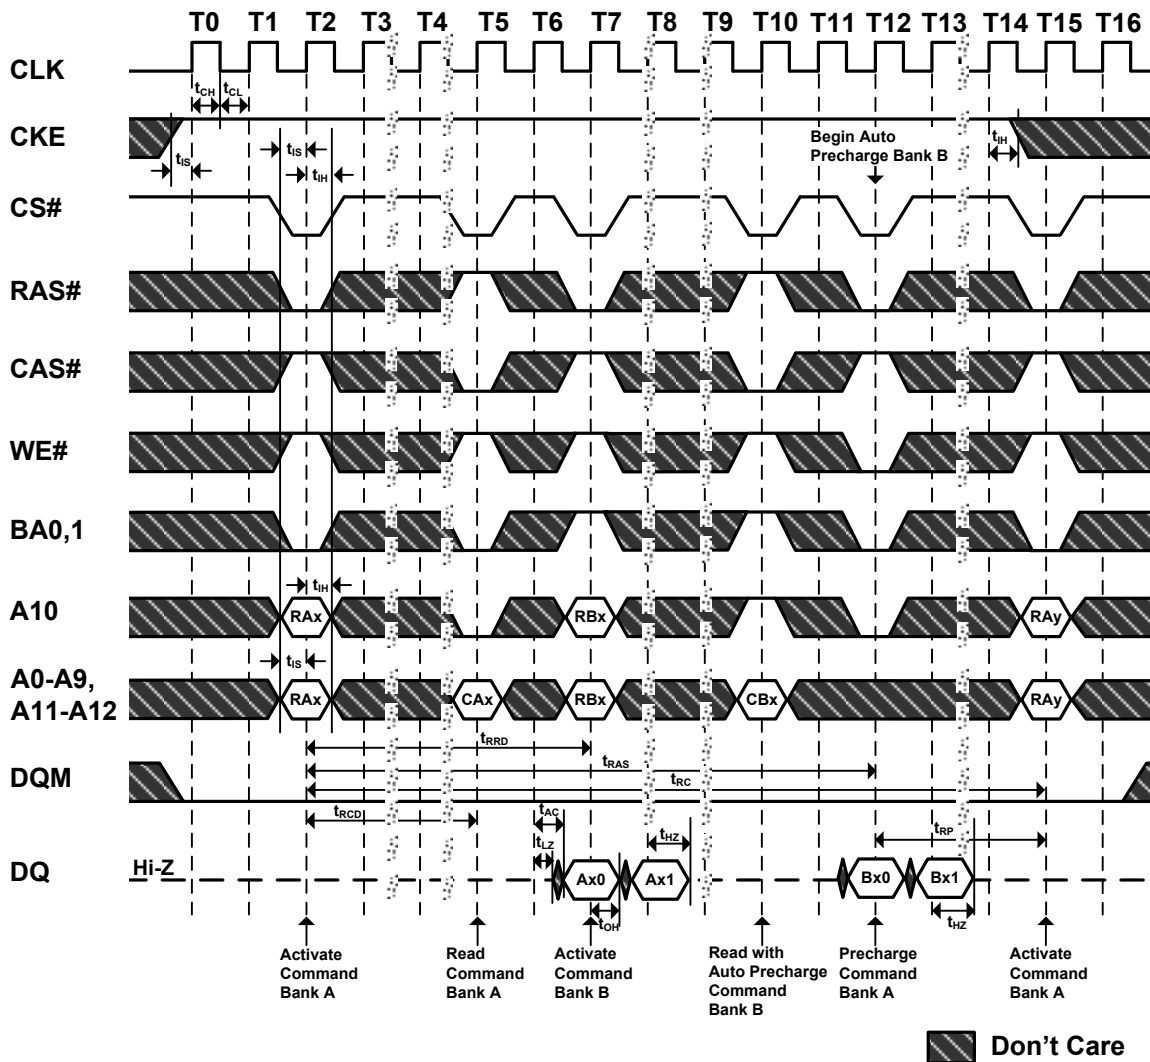 T0 T1 T2 T3 T4 T5 T6 T7 T8 T9 T10 T11 T12 T13 T14 T15 T16
CLK
tCH tCL
CKE
tIS
tIS
tIH
Begin Auto
Precharge Bank B
tIH
CS#
RAS#
CAS#
WE#
BA0,1
tIH
A10
RAx RBx RAy
tIS
A0-A9,
A11-A12
RAx CAx RBx CBx RAy
tRRD
tRAS
tRC
DQM
tRCD
tAC
tLZ
tHZ
tRP
DQ
Hi-Z
Ax0 Ax1 Bx0 Bx1
tOH
tHZ
Activate
Command
Bank A
Read
Command
Bank A
Activate
Command
Bank B
Read with
Auto Precharge
Command
Bank B
Precharge
Command
Bank A
Activate
Command
Bank A
Don't Care